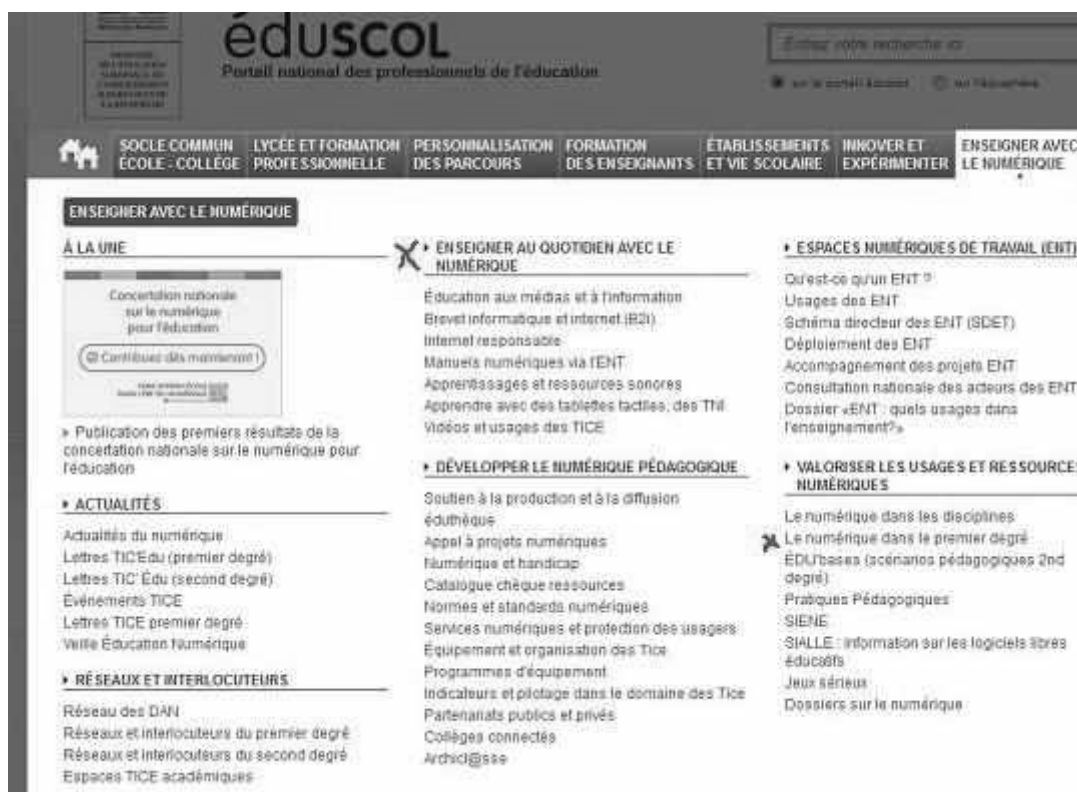 éduSCOL
Portail national des professionnels de l'éducation
Entrez votre recherche ici
SOCLE COMMUN
ÉCOLE - COLLÈGE
LYCÉE ET FORMATION
PROFESSIONNELLE
PERSONNALISATION
DES PARCOURS
FORMATION
DES ENSEIGNANTS
ÉTABLISSEMENTS
ET VIE SCOLAIRE
INNOVER ET
EXPÉRIMENTER
ENSEIGNER AVEC
LE NUMÉRIQUE
ENSEIGNER AVEC LE NUMÉRIQUE
À LA UNE
Concertation nationale
sur le numérique
pour l'éducation
Contribuez dès maintenant !
» Publication des premiers résultats de la
concertation nationale sur le numérique pour
l'éducation
ACTUALITÉS
Actualités du numérique
Lettres TIC'Edu (premier degré)
Lettres TIC' Édu (second degré)
Événements TICE
Lettres TICE premier degré
Veille Éducation Numérique
RÉSEAUX ET INTERLOCUTEURS
Réseau des DAN
Réseaux et interlocuteurs du premier degré
Réseaux et interlocuteurs du second degré
Espaces TICE académiques
ENSEIGNER AU QUOTIDIEN AVEC LE
NUMÉRIQUE
Éducation aux médias et à l'information
Brevet informatique et internet (B2i)
Internet responsable
Manuels numériques via l'ENT
Apprentissages et ressources sonores
Apprendre avec des tablettes tactiles, des TNI
Vidéos et usages des TICE
DÉVELOPPER LE NUMÉRIQUE PÉDAGOGIQUE
Soutien à la production et à la diffusion
éduthèque
Appel à projets numériques
Numérique et handicap
Catalogue chèque ressources
Normes et standards numériques
Services numériques et protection des usagers
Équipement et organisation des Tice
Programmes d'équipement
Indicateurs et pilotage dans le domaine des Tice
Partenariats publics et privés
Collèges connectés
Archicl@sse
ESPACES NUMÉRIQUES DE TRAVAIL (ENT)
Qu'est-ce qu'un ENT ?
Usages des ENT
Schéma directeur des ENT (SDET)
Déploiement des ENT
Accompagnement des projets ENT
Consultation nationale des acteurs des ENT
Dossier «ENT : quels usages dans
l'enseignement?»
VALORISER LES USAGES ET RESSOURCES
NUMÉRIQUES
Le numérique dans les disciplines
Le numérique dans le premier degré
ÉDU'bases (scénarios pédagogiques 2nd
degré)
Pratiques Pédagogiques
SIENE
SIALLE : information sur les logiciels libres
éducatifs
Jeux sérieux
Dossiers sur le numérique